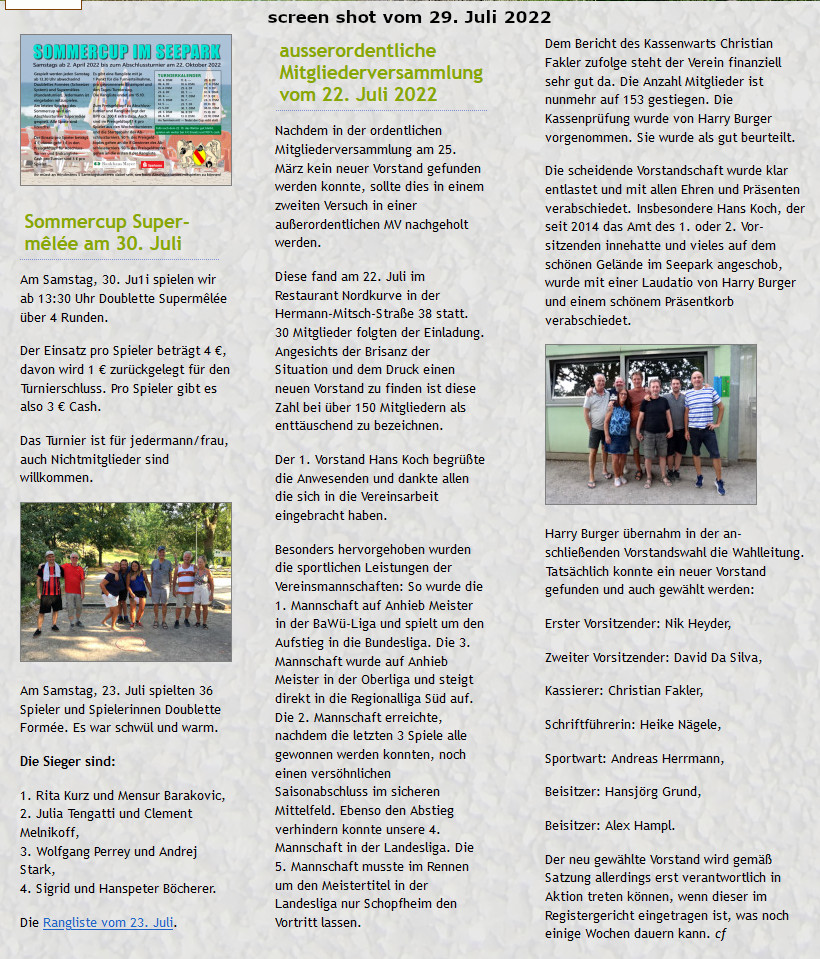 screen shot vom 29. Juli 2022
SOMMERCUP IM SEEPARK
Samstags ab 2. April 2022 bis zum Abschlussturnier am 22. Oktober 2022
TURNIERKALENDER
Sommercup Super-
mêlée am 30. Juli
Am Samstag, 30. Ju1i spielen wir
ab 13:30 Uhr Doublette Supermêlée
über 4 Runden.
Der Einsatz pro Spieler beträgt 4 €,
davon wird 1 € zurückgelegt für den
Turnierschluss. Pro Spieler gibt es
also 3 € Cash.
Das Turnier ist für jedermann/frau,
auch Nichtmitglieder sind
willkommen.
Am Samstag, 23. Juli spielten 36
Spieler und Spielerinnen Doublette
Formée. Es war schwül und warm.
Die Sieger sind:
1. Rita Kurz und Mensur Barakovic,
2. Julia Tengatti und Clement
Melnikoff,
3. Wolfgang Perrey und Andrej
Stark,
4. Sigrid und Hanspeter Böcherer.
Die Rangliste vom 23. Juli.
ausserordentliche
Mitgliederversammlung
vom 22. Juli 2022
Nachdem in der ordentlichen
Mitgliederversammlung am 25.
März kein neuer Vorstand gefunden
werden konnte, sollte dies in einem
zweiten Versuch in einer
außerordentlichen MV nachgeholt
werden.
Diese fand am 22. Juli im
Restaurant Nordkurve in der
Hermann-Mitsch-Straße 38 statt.
30 Mitglieder folgten der Einladung.
Angesichts der Brisanz der
Situation und dem Druck einen
neuen Vorstand zu finden ist diese
Zahl bei über 150 Mitgliedern als
enttäuschend zu bezeichnen.
Der 1. Vorstand Hans Koch begrüßte
die Anwesenden und dankte allen
die sich in die Vereinsarbeit
eingebracht haben.
Besonders hervorgehoben wurden
die sportlichen Leistungen der
Vereinsmannschaften: So wurde die
1. Mannschaft auf Anhieb Meister
in der BaWü-Liga und spielt um den
Aufstieg in die Bundesliga. Die 3.
Mannschaft wurde auf Anhieb
Meister in der Oberliga und steigt
direkt in die Regionalliga Süd auf.
Die 2. Mannschaft erreichte,
nachdem die letzten 3 Spiele alle
gewonnen werden konnten, noch
einen versöhnlichen
Saisonabschluss im sicheren
Mittelfeld. Ebenso den Abstieg
verhindern konnte unsere 4.
Mannschaft in der Landesliga. Die
5. Mannschaft musste im Rennen
um den Meistertitel in der
Landesliga nur Schopfheim den
Vortritt lassen.
Dem Bericht des Kassenwarts Christian
Fakler zufolge steht der Verein finanziell
sehr gut da. Die Anzahl Mitglieder ist
nunmehr auf 153 gestiegen. Die
Kassenprüfung wurde von Harry Burger
vorgenommen. Sie wurde als gut beurteilt.
Die scheidende Vorstandschaft wurde klar
entlastet und mit allen Ehren und Präsenten
verabschiedet. Insbesondere Hans Koch, der
seit 2014 das Amt des 1. oder 2. Vor-
sitzenden innehatte und vieles auf dem
schönen Gelände im Seepark angeschob,
wurde mit einer Laudatio von Harry Burger
und einem schönem Präsentkorb
verabschiedet.
Harry Burger übernahm in der an-
schließenden Vorstandswahl die Wahlleitung.
Tatsächlich konnte ein neuer Vorstand
gefunden und auch gewählt werden:
Erster Vorsitzender: Nik Heyder,
Zweiter Vorsitzender: David Da Silva,
Kassierer: Christian Fakler,
Schriftführerin: Heike Nägele,
Sportwart: Andreas Herrmann,
Beisitzer: Hansjörg Grund,
Beisitzer: Alex Hampl.
Der neu gewählte Vorstand wird gemäß
Satzung allerdings erst verantwortlich in
Aktion treten können, wenn dieser im
Registergericht eingetragen ist, was noch
einige Wochen dauern kann. cf